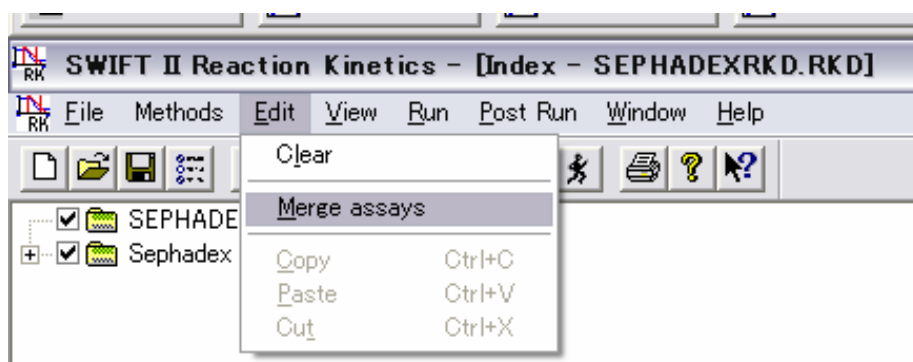 SWIFT II Reaction Kinetics - [Index - SEPHADEXRKD.RKD]
RK File Methods Edit View Run Post Run Window Help
Clear
Merge assays
SEPHADE
Sephadex
Copy Ctrl+C
Paste Ctrl+V
Cut Ctrl+X